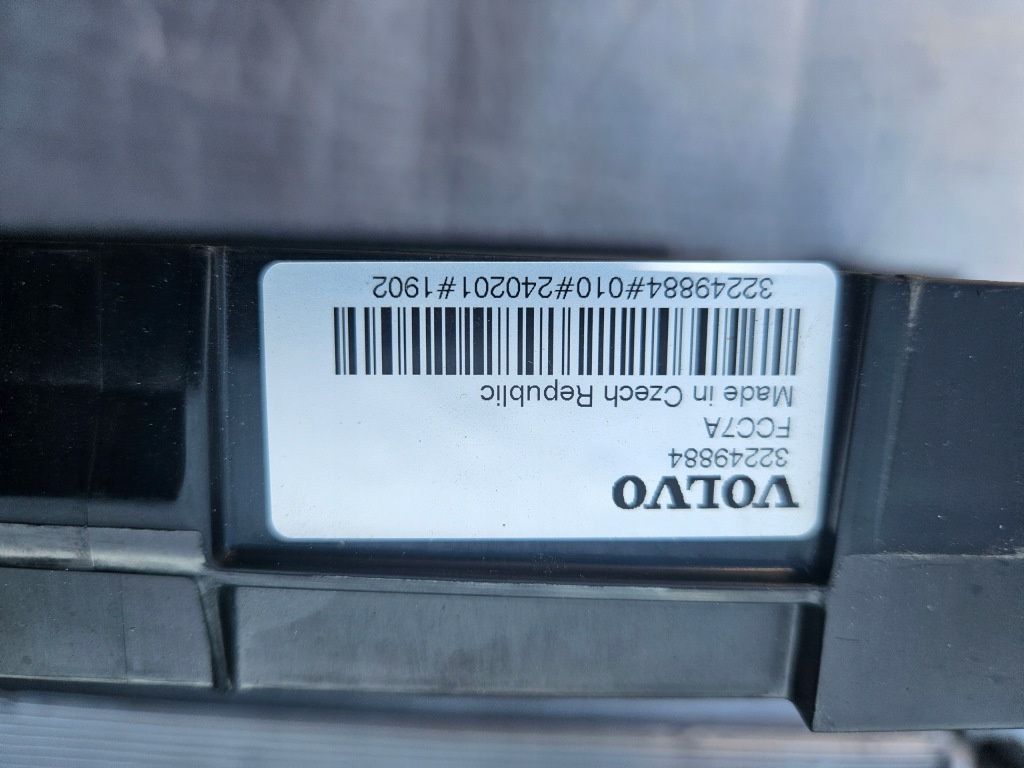 VOLVO
32249884
FCC7A
Made in Czech Republic
32249884#010#240201#1902